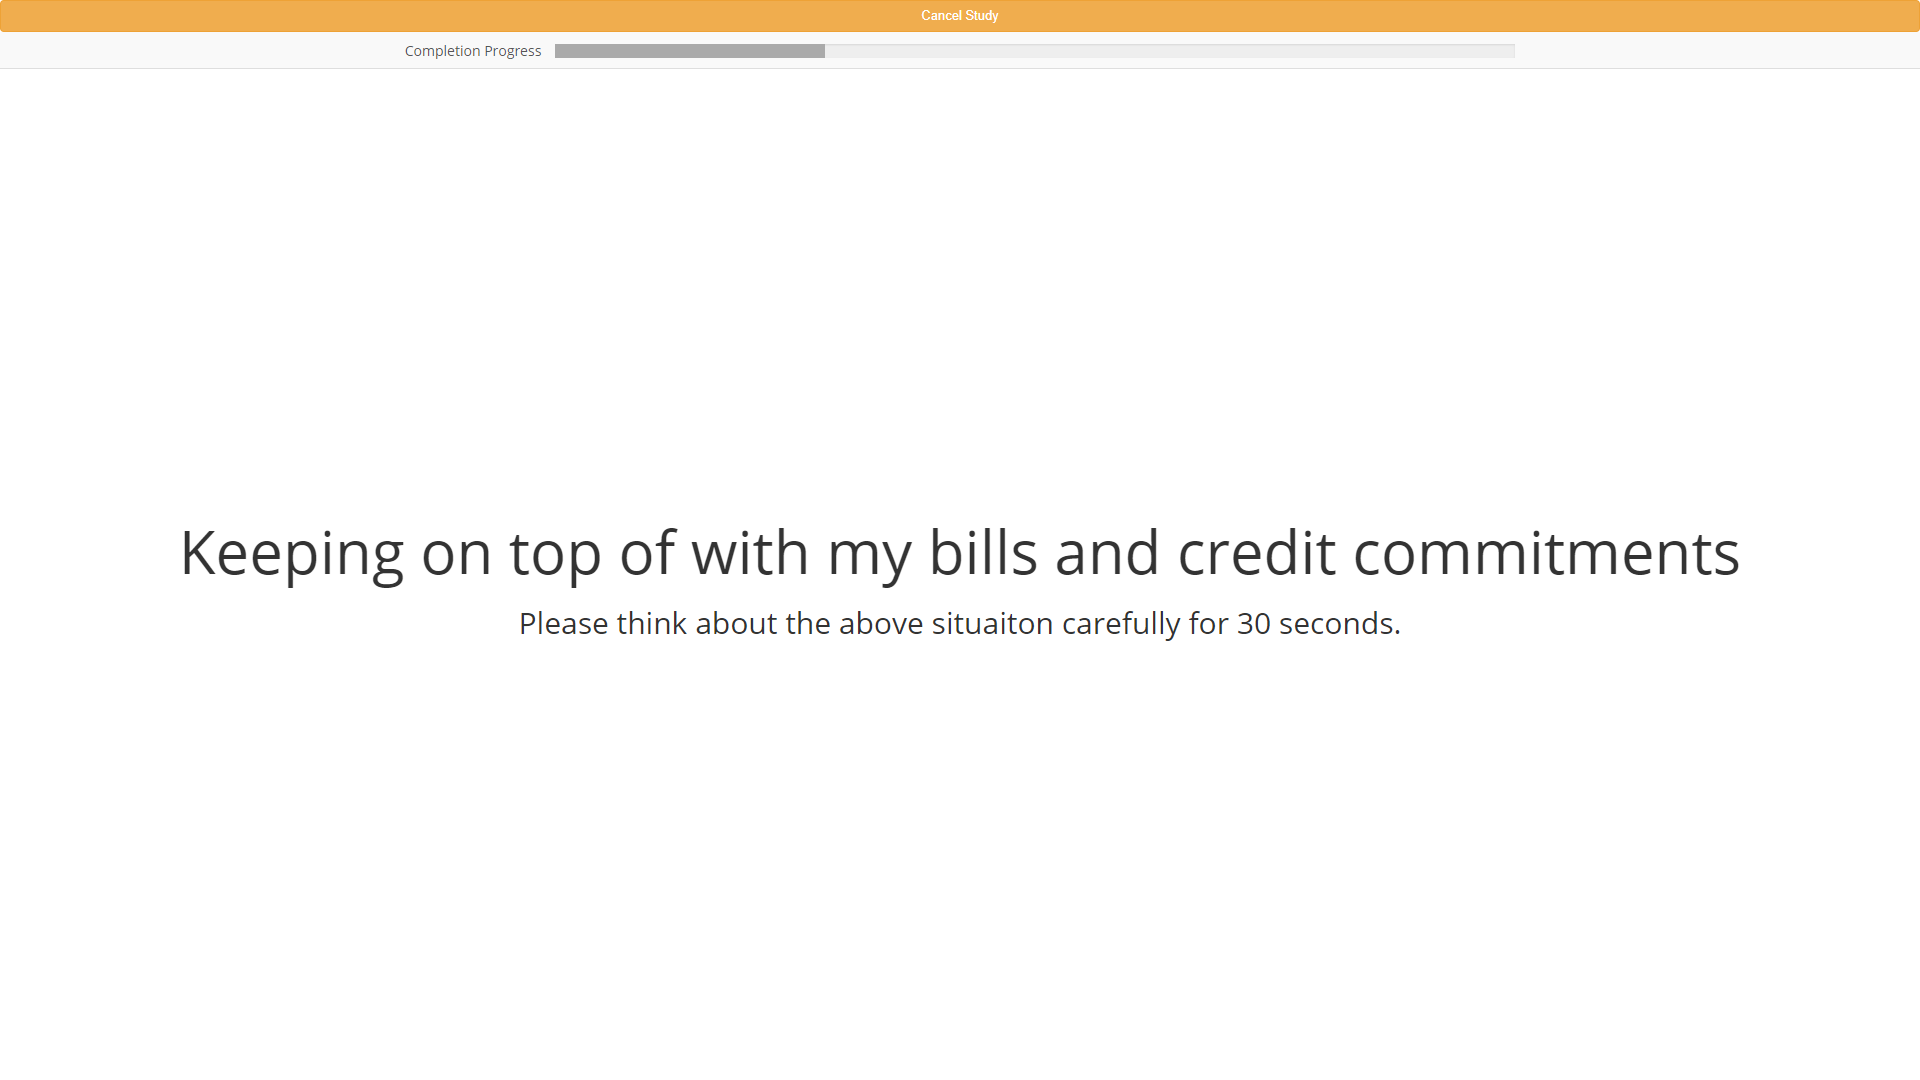 Cancel Study
Completion Progress
Keeping on top of with my bills and credit commitments
Please think about the above situaiton carefully for 30 seconds.